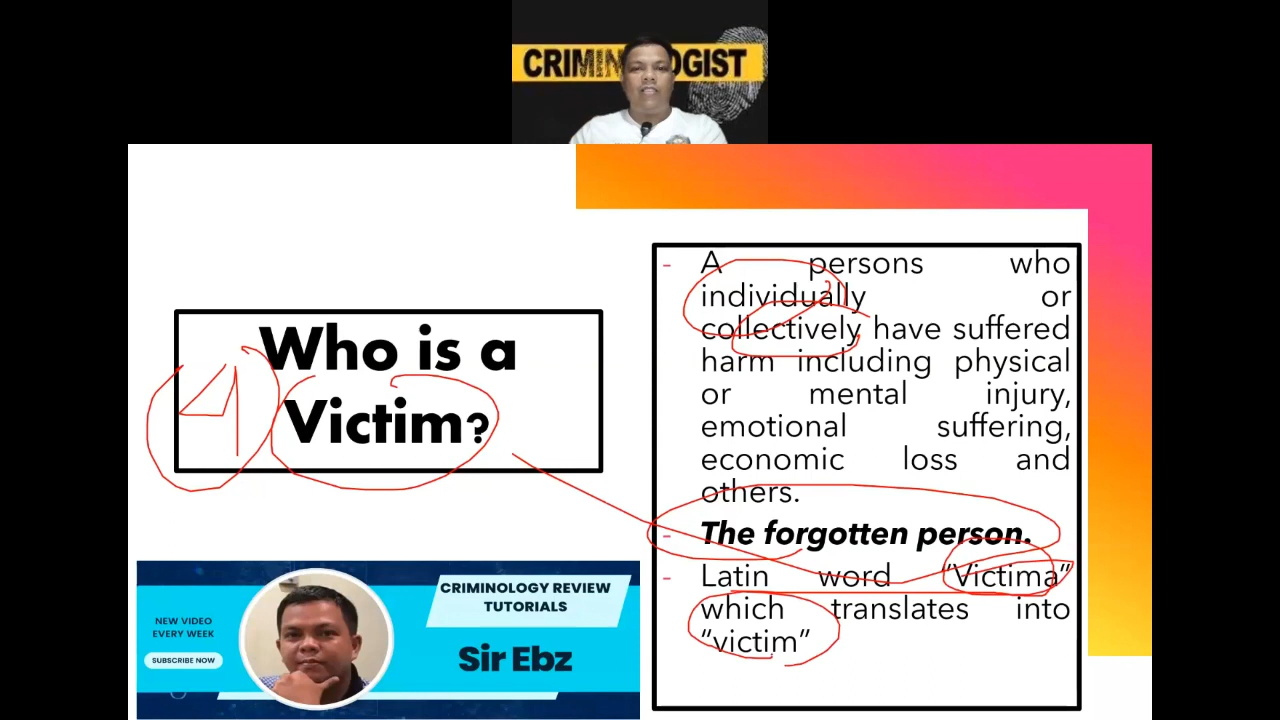 CRIMINOLOGIST
Who is a
Victim?
4
- A persons who
individually or
collectively have suffered
harm including physical
or mental injury,
emotional suffering,
economic loss and
others.
- The forgotten person.
- Latin word “Victima”
which translates into
“victim”
NEW VIDEO
EVERY WEEK
SUBSCRIBE NOW
CRIMINOLOGY REVIEW
TUTORIALS
Sir Ebz